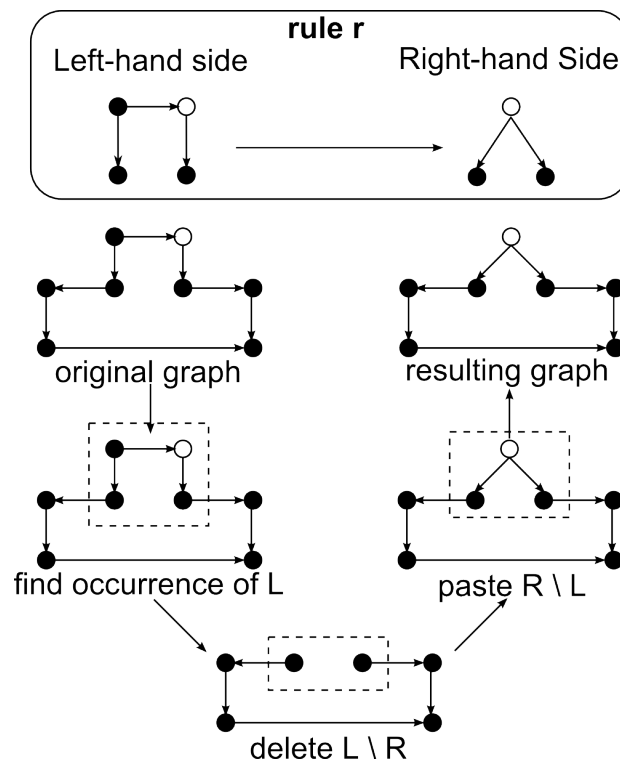 rule r
Left-hand side
Right-hand Side
original graph
resulting graph
find occurrence of L
paste R \ L
delete L \ R